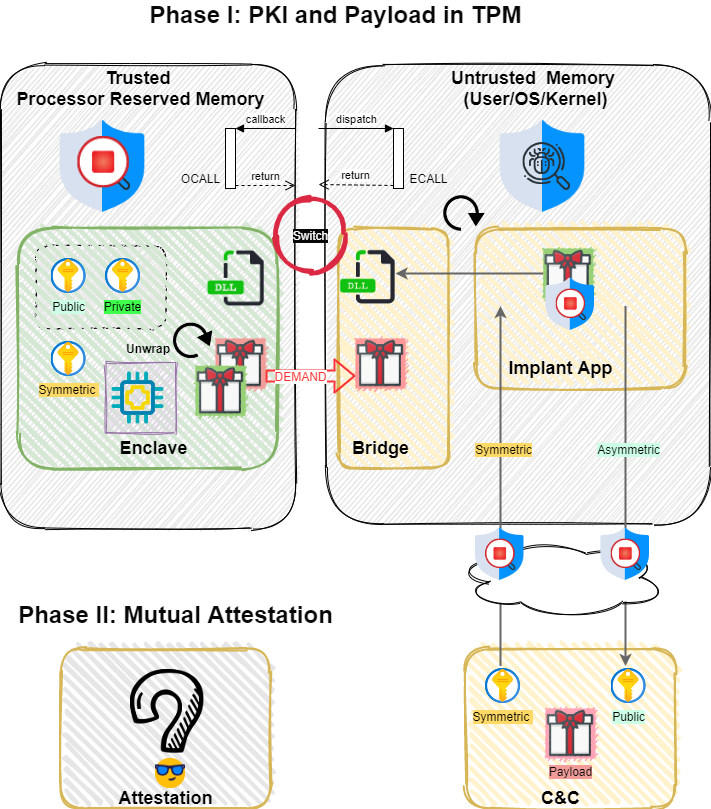 Phase I: PKI and Payload in TPM
Trusted
Processor Reserved Memory
Untrusted Memory
(User/OS/Kernel)
callback
dispatch
OCALL
return
return
ECALL
Switch
DLL
DLL
Public
Private
Unwrap
Symmetric
DEMAND
Implant App
Enclave
Bridge
Symmetric
Asymmetric
Phase II: Mutual Attestation
Symmetric
Public
Payload
Attestation
C&C